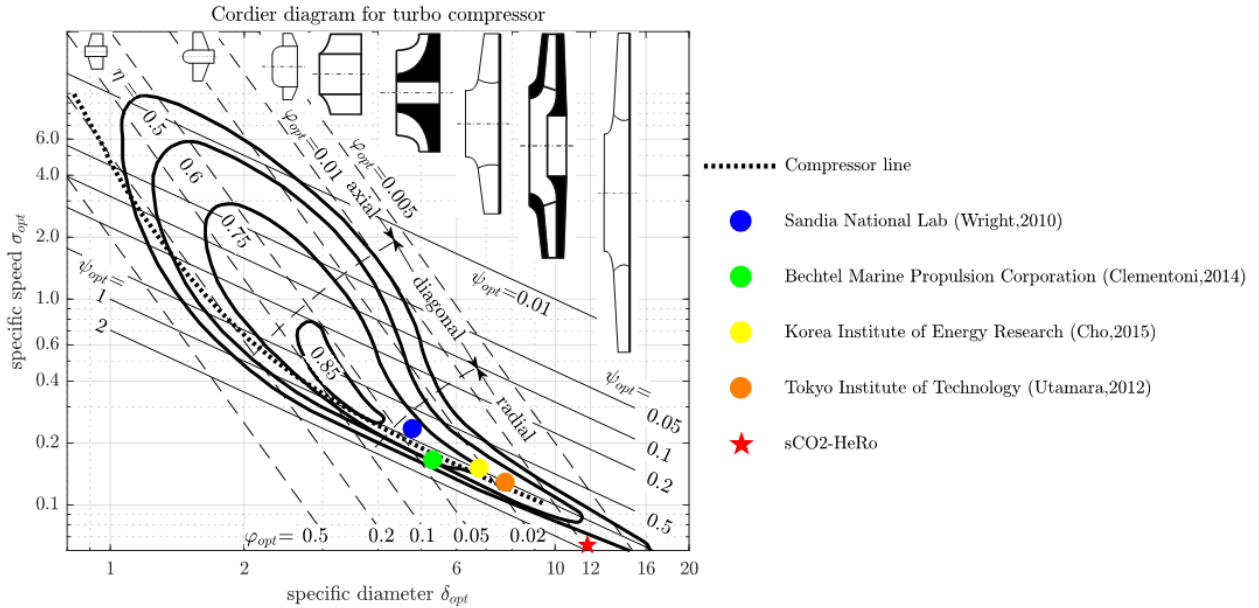 Cordier diagram for turbo compressor
specific speed σopt
6.0
4.0
2.0
1.0
0.6
0.4
0.2
0.1
η
0.5
0.6
0.75
0.85
φopt=0.01
φopt=0.005
axial
diagonal
radial
ψopt=0.01
ψopt=
1
2
ψopt=
0.05
0.1
0.2
0.5
φopt= 0.5 0.2 0.1 0.05 0.02
1 2 4 6 10 12 16 20
specific diameter δopt
Compressor line
Sandia National Lab (Wright,2010)
Bechtel Marine Propulsion Corporation (Clementoni,2014)
Korea Institute of Energy Research (Cho,2015)
Tokyo Institute of Technology (Utamara,2012)
sCO2-HeRo